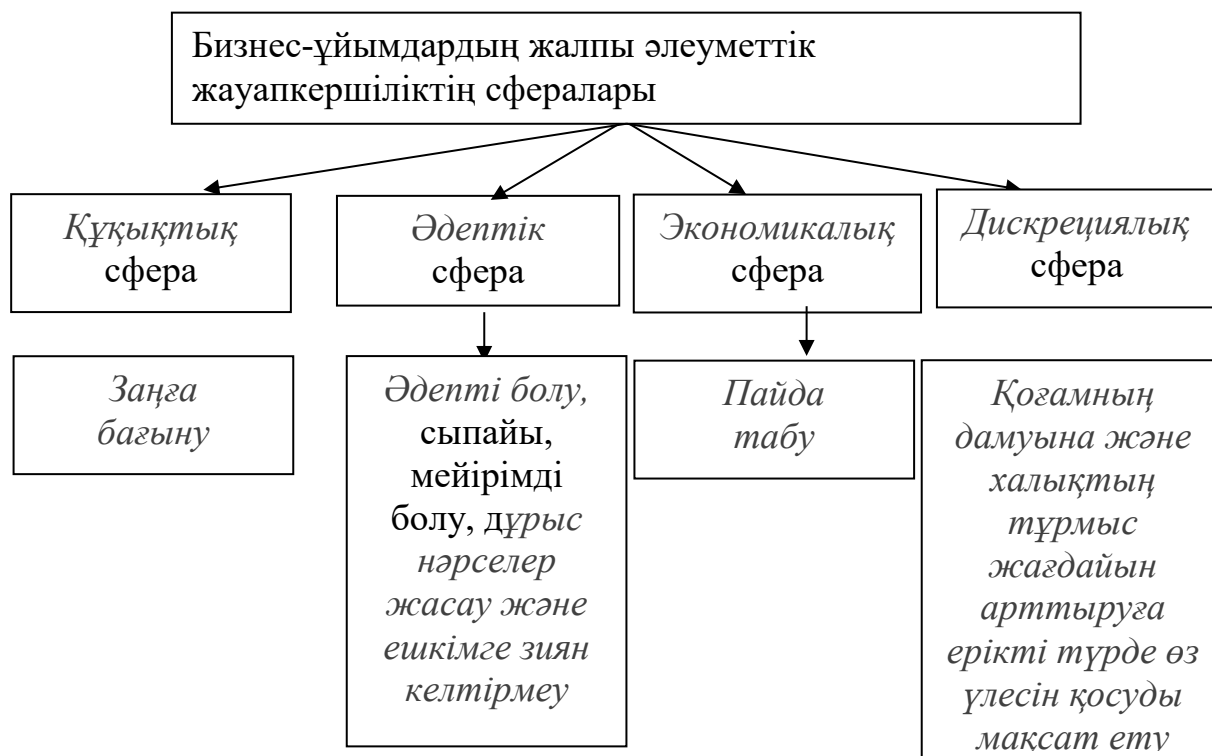 Бизнес-ұйымдардың жалпы әлеуметтік
жауапкершіліктің сфералары
Құқықтық
сфера
Әдептік
сфера
Экономикалық
сфера
Дискрециялық
сфера
Заңға
бағыну
Әдепті болу,
сыпайы,
мейірімді
болу, дұрыс
нәрселер
жасау және
ешкімге зиян
келтірмеу
Пайда
табу
Қоғамның
дамуына және
халықтың
тұрмыс
жағдайын
арттыруға
ерікті түрде өз
үлесін қосуды
мақсат ету